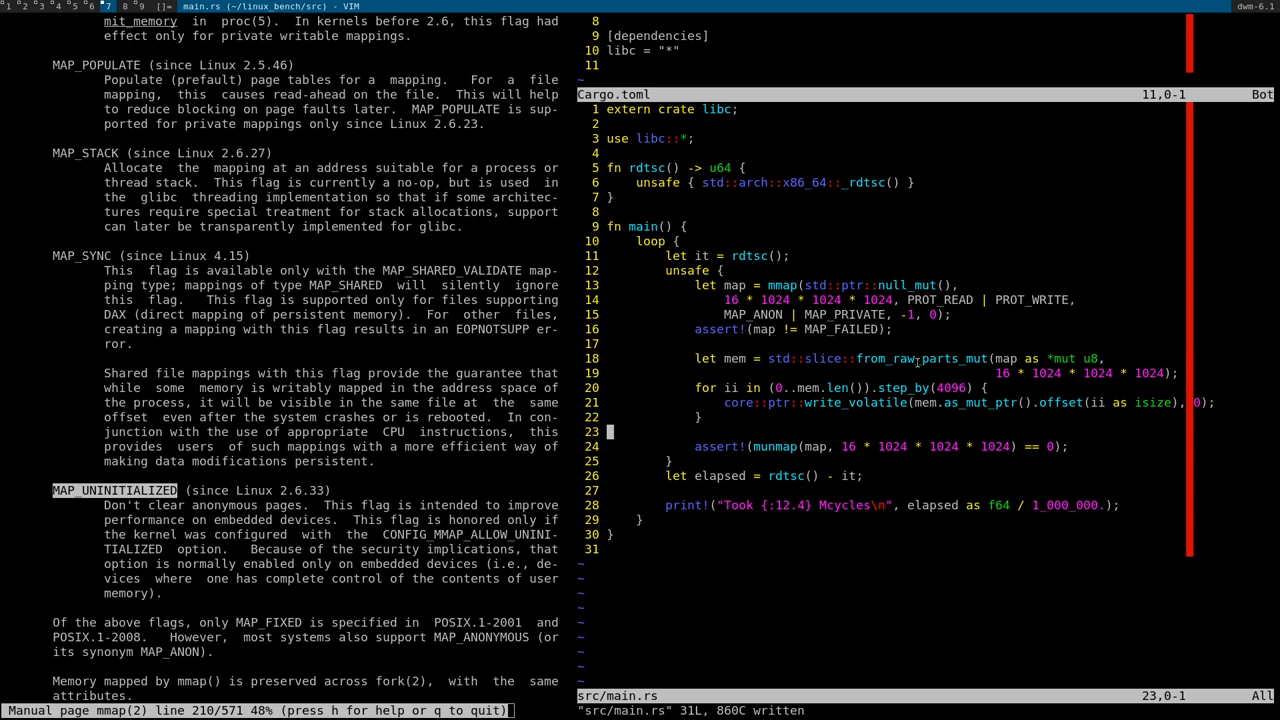 1 2 3 4 5 6 7 8 9 []= main.rs (~/linux_bench/src) - VIM dwm-6.1
mit_memory in proc(5). In kernels before 2.6, this flag had
effect only for private writable mappings.
MAP_POPULATE (since Linux 2.5.46)
Populate (prefault) page tables for a mapping. For a file
mapping, this causes read-ahead on the file. This will help
to reduce blocking on page faults later. MAP_POPULATE is sup-
ported for private mappings only since Linux 2.6.23.
MAP_STACK (since Linux 2.6.27)
Allocate the mapping at an address suitable for a process or
thread stack. This flag is currently a no-op, but is used in
the glibc threading implementation so that if some architec-
tures require special treatment for stack allocations, support
can later be transparently implemented for glibc.
MAP_SYNC (since Linux 4.15)
This flag is available only with the MAP_SHARED_VALIDATE map-
ping type; mappings of type MAP_SHARED will silently ignore
this flag. This flag is supported only for files supporting
DAX (direct mapping of persistent memory). For other files,
creating a mapping with this flag results in an EOPNOTSUPP er-
ror.
Shared file mappings with this flag provide the guarantee that
while some memory is writably mapped in the address space of
the process, it will be visible in the same file at the same
offset even after the system crashes or is rebooted. In con-
junction with the use of appropriate CPU instructions, this
provides users of such mappings with a more efficient way of
making data modifications persistent.
MAP_UNINITIALIZED (since Linux 2.6.33)
Don't clear anonymous pages. This flag is intended to improve
performance on embedded devices. This flag is honored only if
the kernel was configured with the CONFIG_MMAP_ALLOW_UNINI-
TIALIZED option. Because of the security implications, that
option is normally enabled only on embedded devices (i.e., de-
vices where one has complete control of the contents of user
memory).
Of the above flags, only MAP_FIXED is specified in POSIX.1-2001 and
POSIX.1-2008. However, most systems also support MAP_ANONYMOUS (or
its synonym MAP_ANON).
Memory mapped by mmap() is preserved across fork(2), with the same
attributes.
Manual page mmap(2) line 210/571 48% (press h for help or q to quit)
8
9 [dependencies]
10 libc = "*"
11
~
Cargo.toml 11,0-1 Bot
1 extern crate libc;
2
3 use libc::*;
4
5 fn rdtsc() -> u64 {
6 unsafe { std::arch::x86_64::_rdtsc() }
7 }
8
9 fn main() {
10 loop {
11 let it = rdtsc();
12 unsafe {
13 let map = mmap(std::ptr::null_mut(),
14 16 * 1024 * 1024 * 1024, PROT_READ | PROT_WRITE,
15 MAP_ANON | MAP_PRIVATE, -1, 0);
16 assert!(map != MAP_FAILED);
17
18 let mem = std::slice::from_raw_parts_mut(map as *mut u8,
19 16 * 1024 * 1024 * 1024);
20 for ii in (0..mem.len()).step_by(4096) {
21 core::ptr::write_volatile(mem.as_mut_ptr().offset(ii as isize), 0);
22 }
23
24 assert!(munmap(map, 16 * 1024 * 1024 * 1024) == 0);
25 }
26 let elapsed = rdtsc() - it;
27
28 print!("Took {:12.4} Mcycles\n", elapsed as f64 / 1_000_000.);
29 }
30 }
31
~
~
~
~
~
~
~
~
~
src/main.rs 23,0-1 All
"src/main.rs" 31L, 860C written